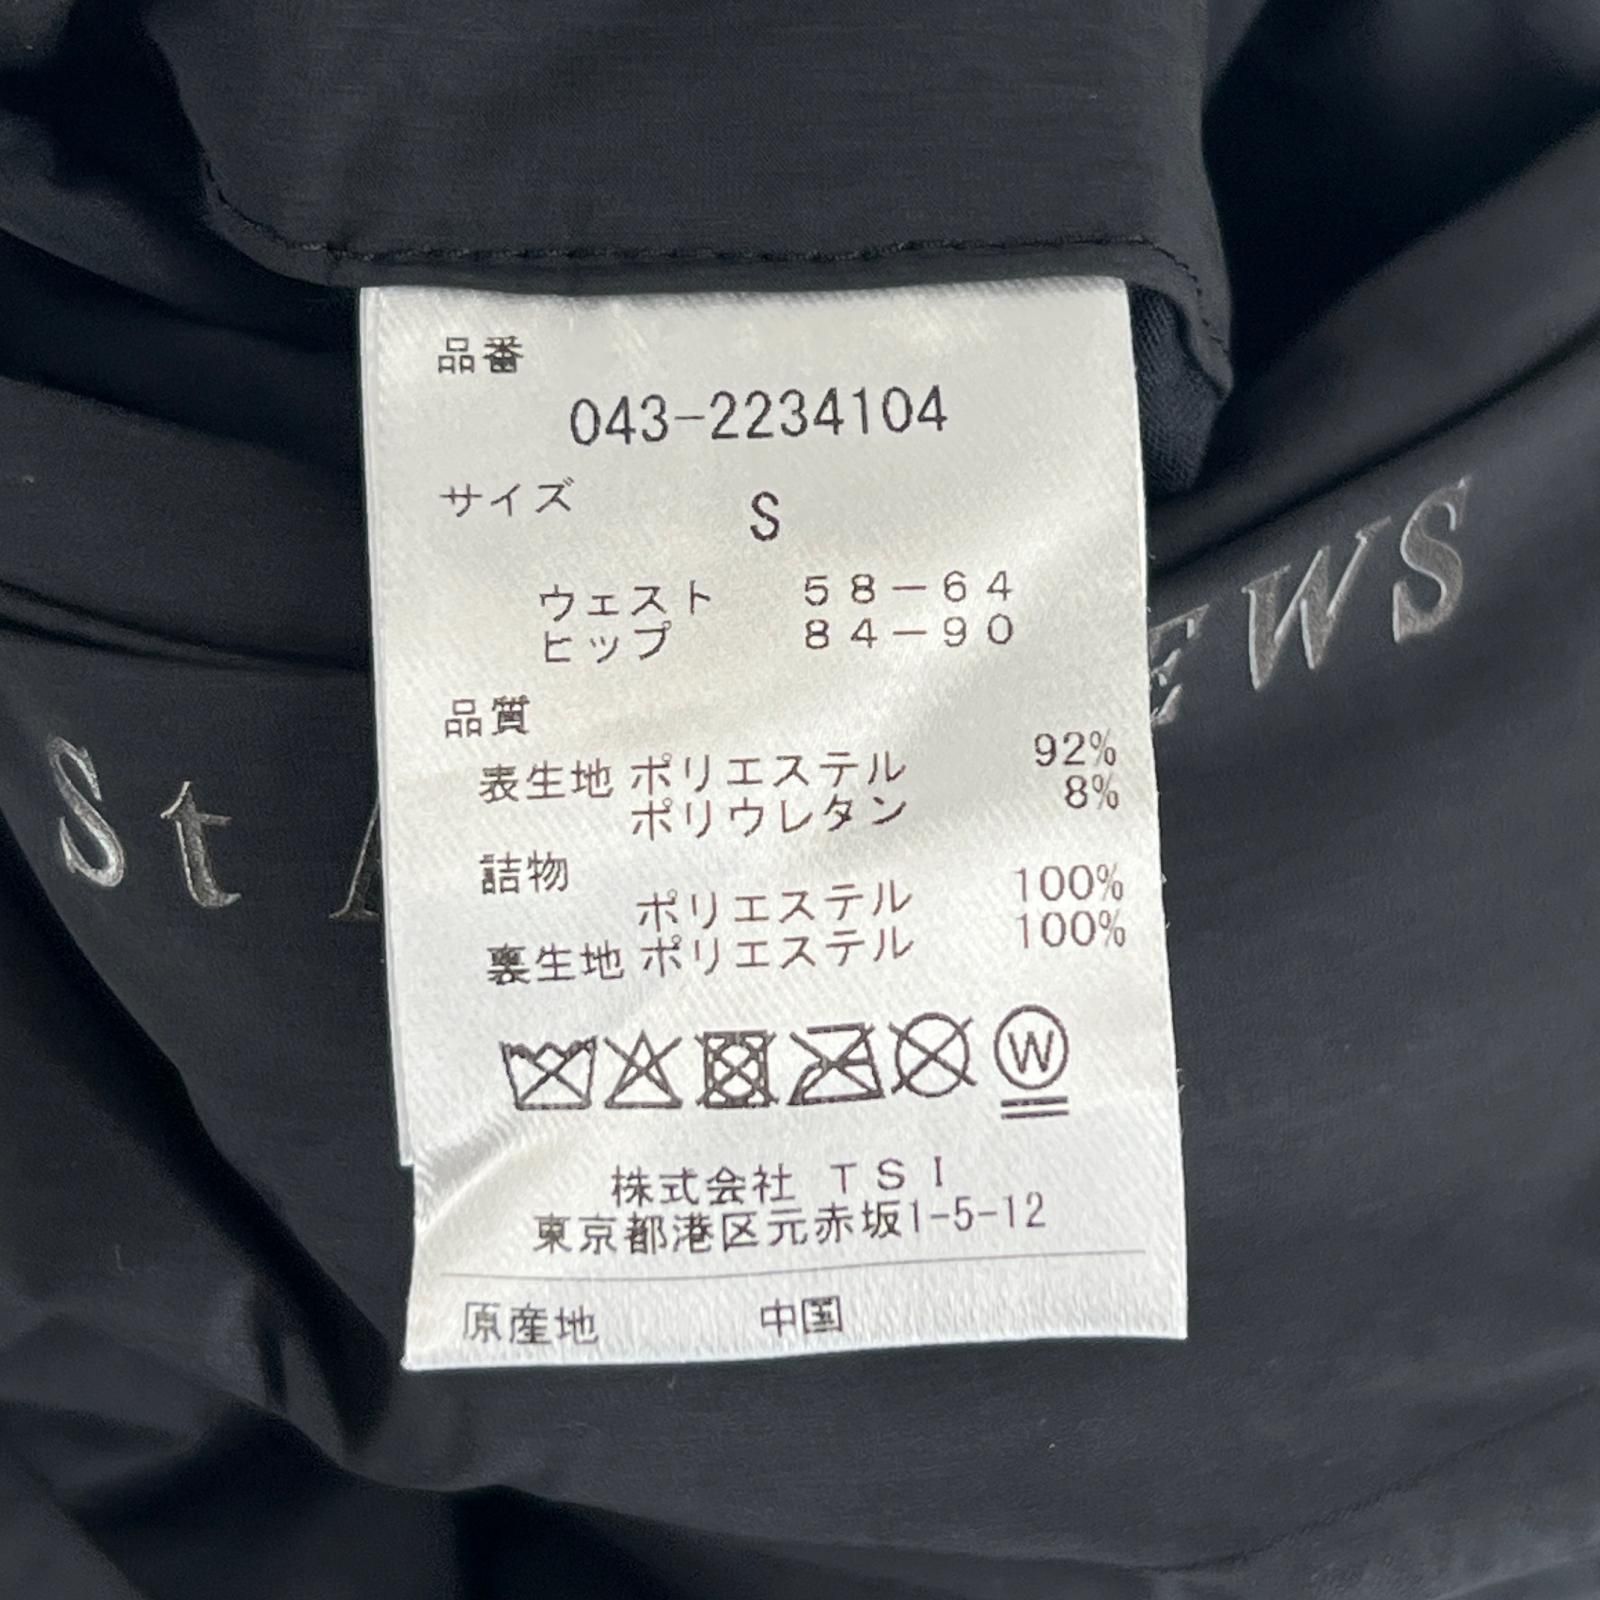 品番
043-2234104
サイズ S
ウェスト 58-64
ヒップ 84-90
品質
表生地 ポリエステル 92%
ポリウレタン 8%
詰物
ポリエステル 100%
裏生地 ポリエステル 100%
W
株式会社 TSI
東京都港区元赤坂1-5-12
原産地 中国
St
EWS